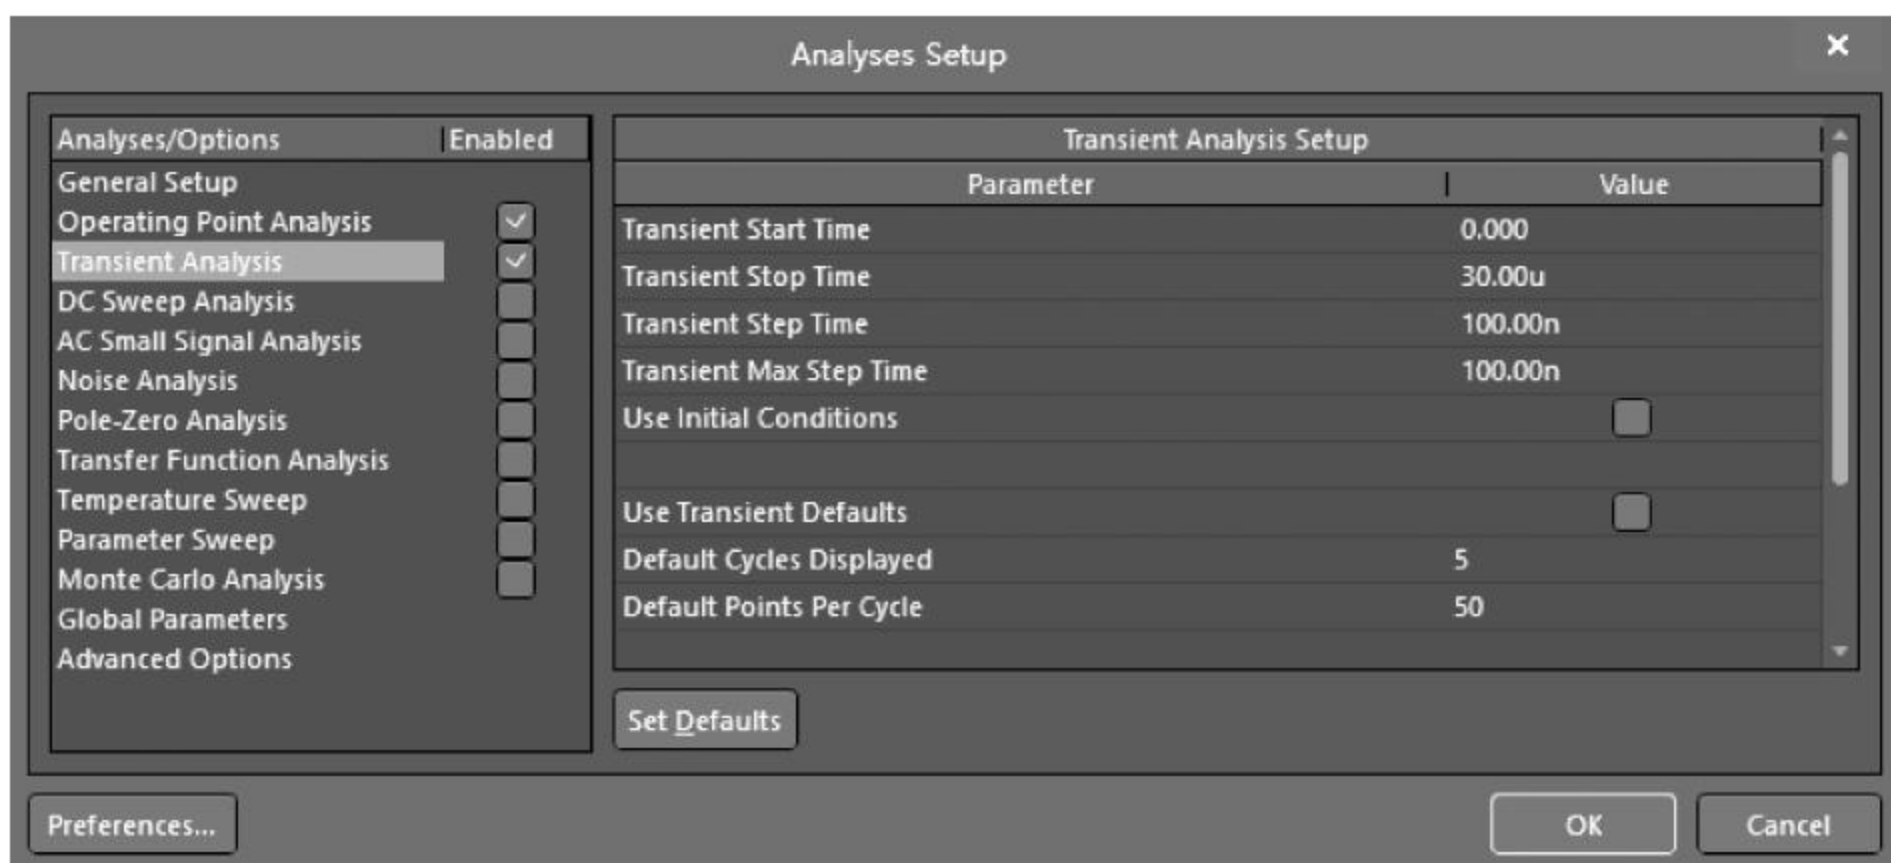 Analyses Setup
Analyses/Options Enabled
General Setup
Operating Point Analysis
Transient Analysis
DC Sweep Analysis
AC Small Signal Analysis
Noise Analysis
Pole-Zero Analysis
Transfer Function Analysis
Temperature Sweep
Parameter Sweep
Monte Carlo Analysis
Global Parameters
Advanced Options
Transient Analysis Setup
Parameter Value
Transient Start Time 0.000
Transient Stop Time 30.00u
Transient Step Time 100.00n
Transient Max Step Time 100.00n
Use Initial Conditions
Use Transient Defaults
Default Cycles Displayed 5
Default Points Per Cycle 50
Set Defaults
Preferences... OK Cancel